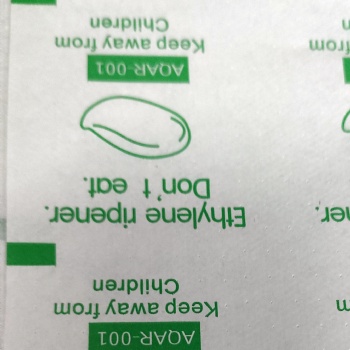 AQAR-001
Keep away from
Children
Ethylene ripener.
Don't eat.
AQAR-001
Keep away from
Children